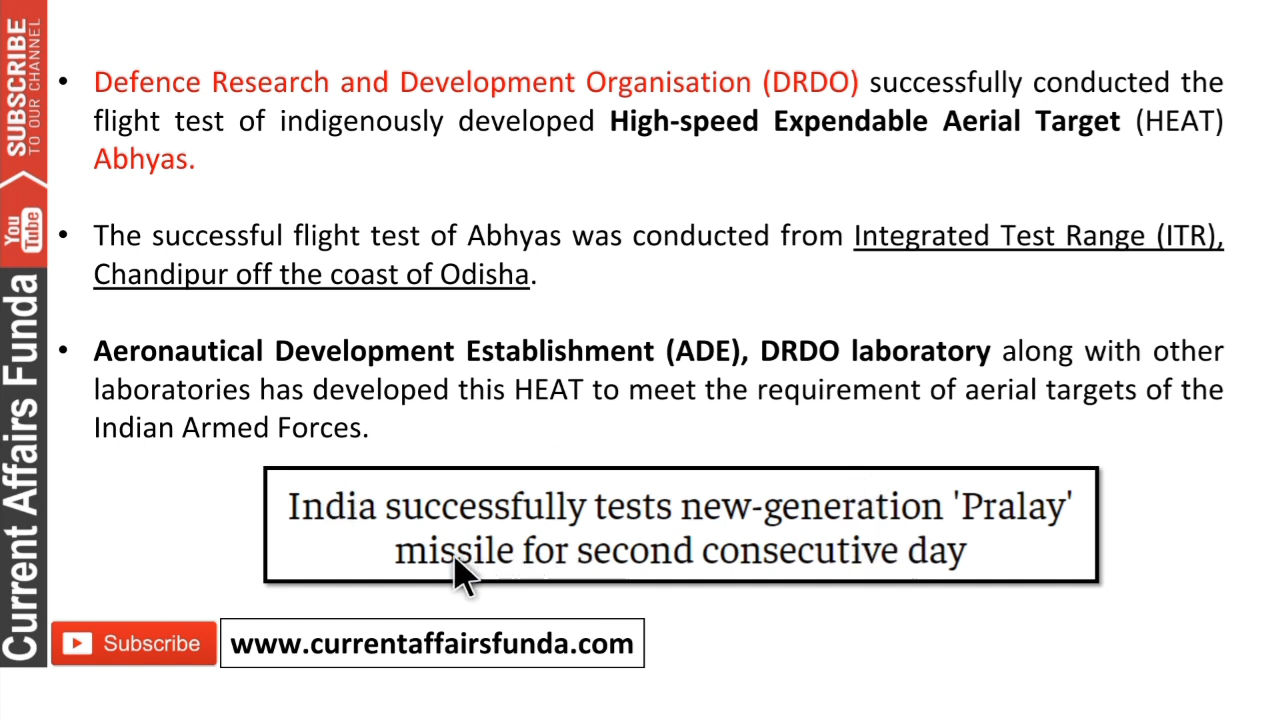 SUBSCRIBE
TO OUR CHANNEL
You
Tube
Current Affairs Funda
• Defence Research and Development Organisation (DRDO) successfully conducted the
flight test of indigenously developed High-speed Expendable Aerial Target (HEAT)
Abhyas.
• The successful flight test of Abhyas was conducted from Integrated Test Range (ITR),
Chandipur off the coast of Odisha.
• Aeronautical Development Establishment (ADE), DRDO laboratory along with other
laboratories has developed this HEAT to meet the requirement of aerial targets of the
Indian Armed Forces.
India successfully tests new-generation 'Pralay'
missile for second consecutive day
Subscribe
www.currentaffairsfunda.com